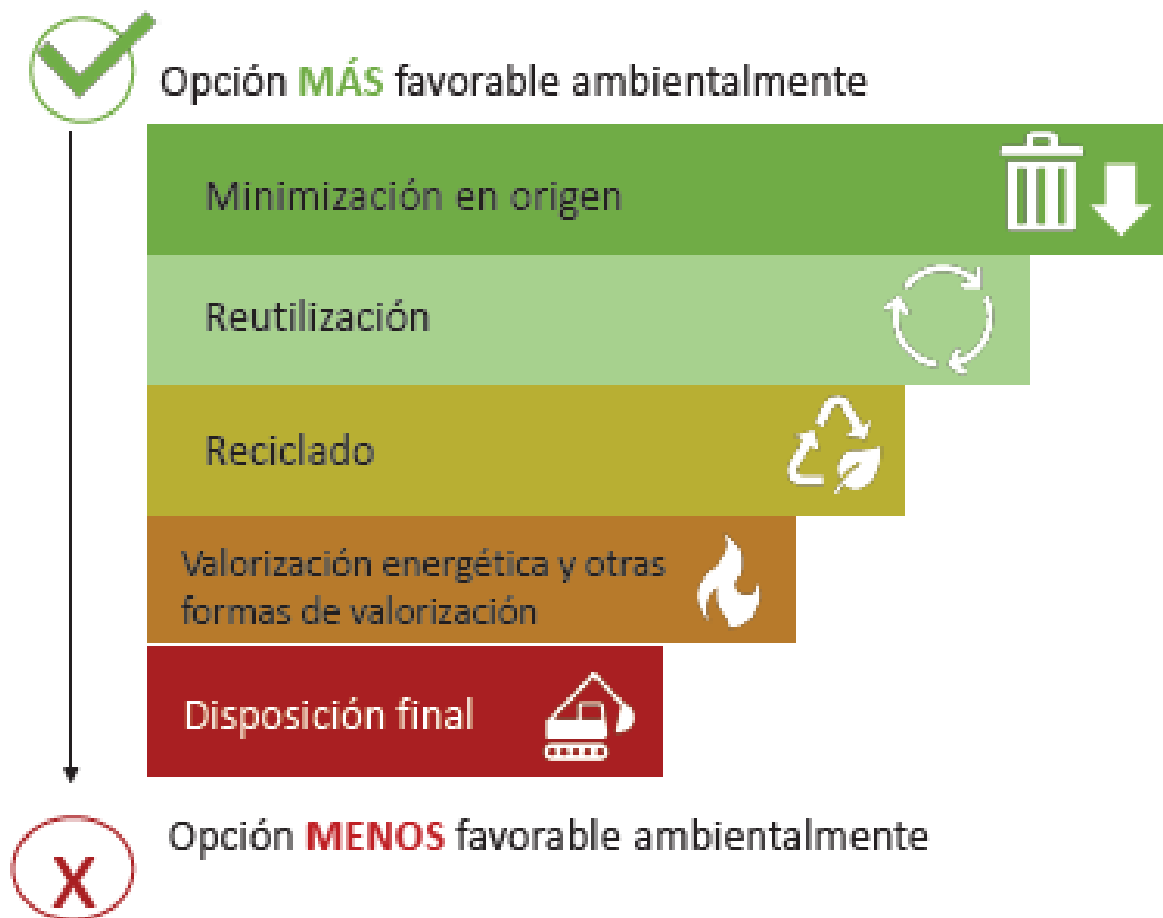 Opción MÁS favorable ambientalmente
Minimización en origen
Reutilización
Reciclado
Valorización energética y otras
formas de valorización
Disposición final
Opción MENOS favorable ambientalmente
X